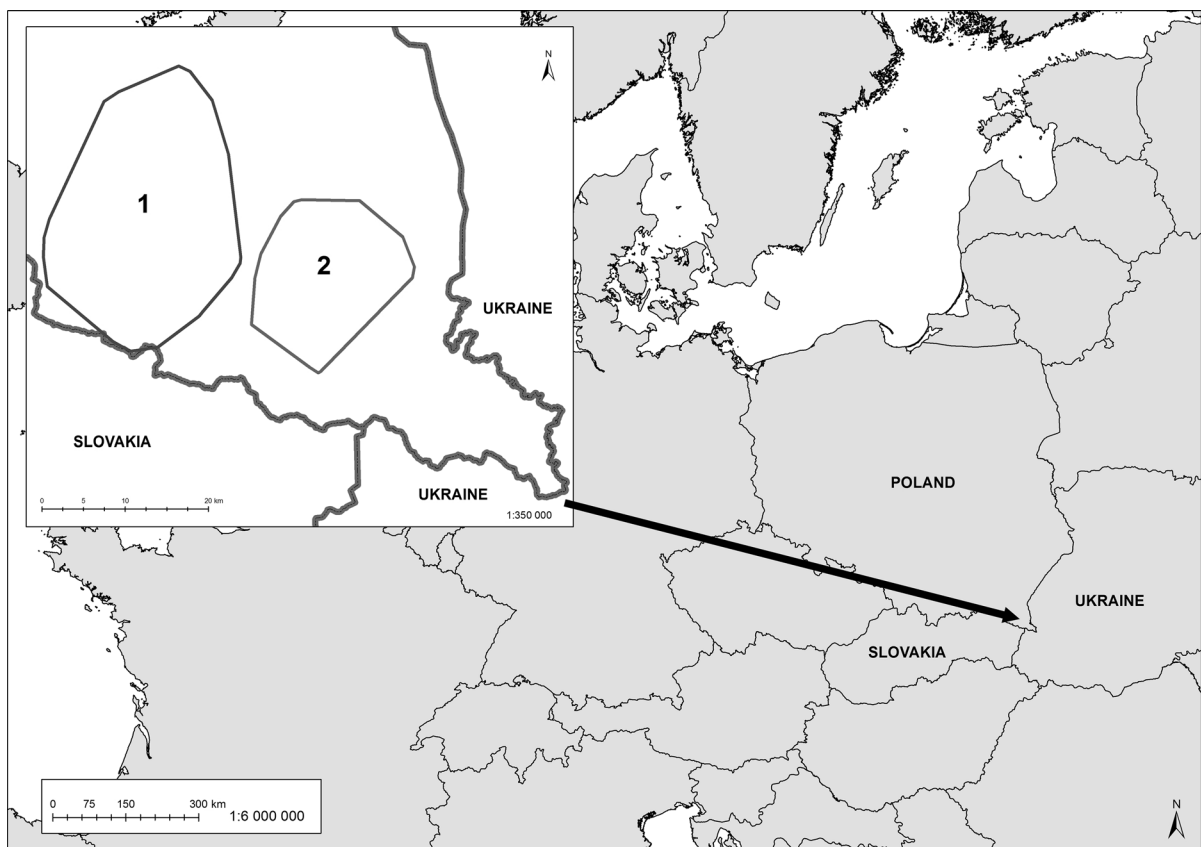 N
1
2
UKRAINE
SLOVAKIA
UKRAINE
0 5 10 20 km
1:350 000
POLAND
UKRAINE
SLOVAKIA
0 75 150 300 km
1:6 000 000
N